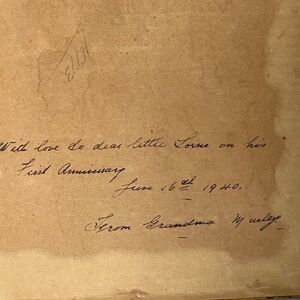 With love to dear little Lorne on his
First Anniversary
June 16th 1940.
From Grandma